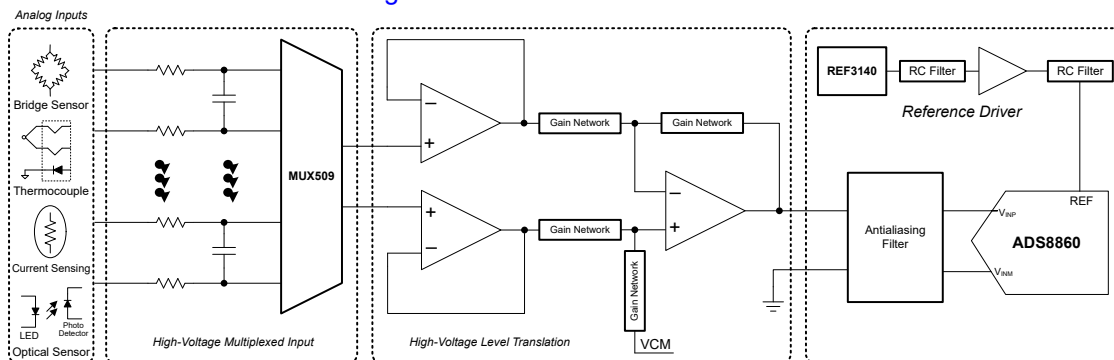 Analog Inputs
Bridge Sensor
Thermocouple
Current Sensing
LED
Photo
Detector
Optical Sensor
MUX509
High-Voltage Multiplexed Input
Gain Network
Gain Network
Gain Network
Gain Network
VCM
High-Voltage Level Translation
REF3140
RC Filter
RC Filter
Reference Driver
Antialiasing
Filter
VINP
REF
ADS8860
VINM